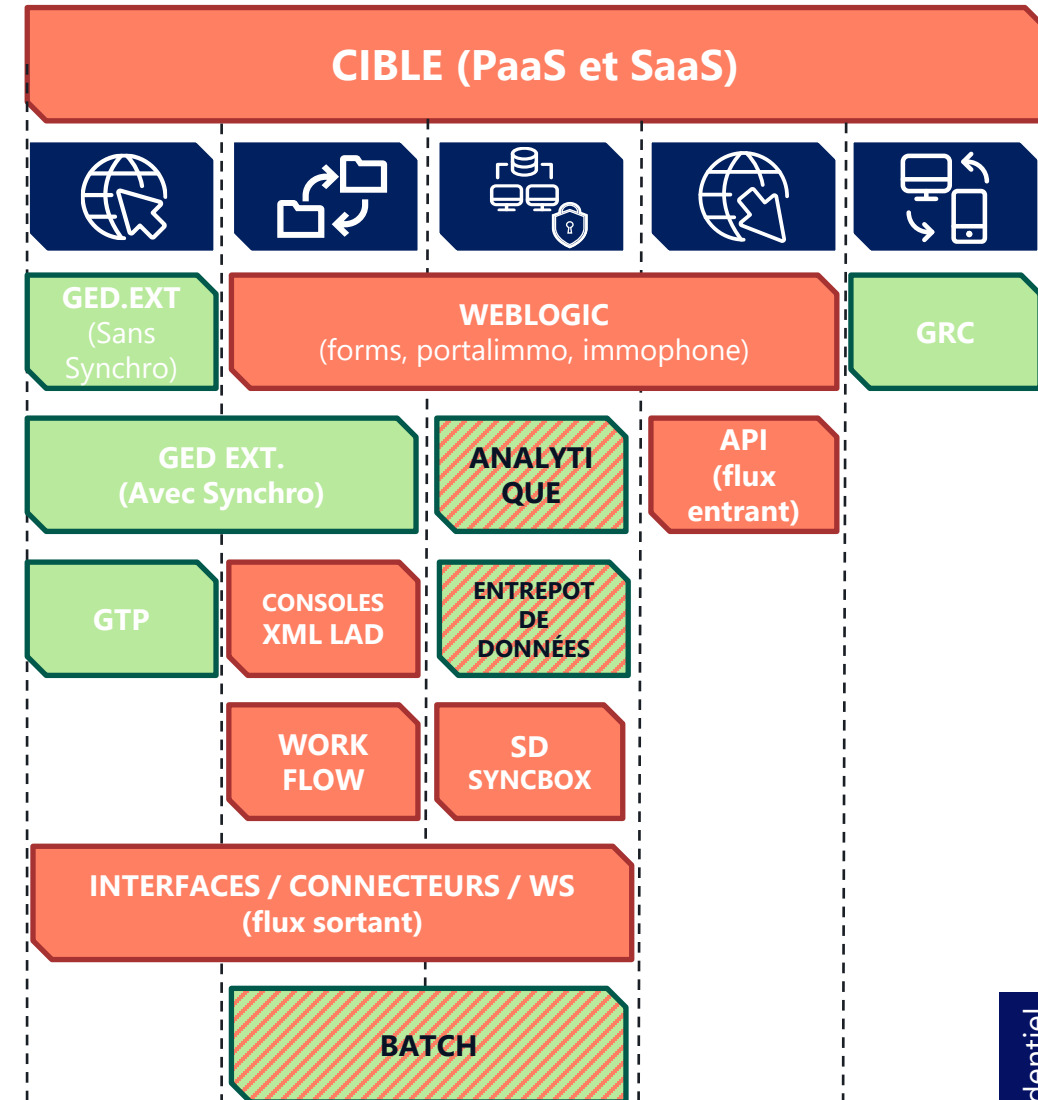 CIBLE (PaaS et SaaS)
GED.EXT
(Sans
Synchro)
WEBLOGIC
(forms, portalimmo, immophone)
GRC
GED EXT.
(Avec Synchro)
ANALYTI
QUE
API
(flux
entrant)
GTP
CONSOLES
XML LAD
ENTREPOT
DE
DONNÉES
WORK
FLOW
SD
SYNCBOX
INTERFACES / CONNECTEURS / WS
(flux sortant)
BATCH